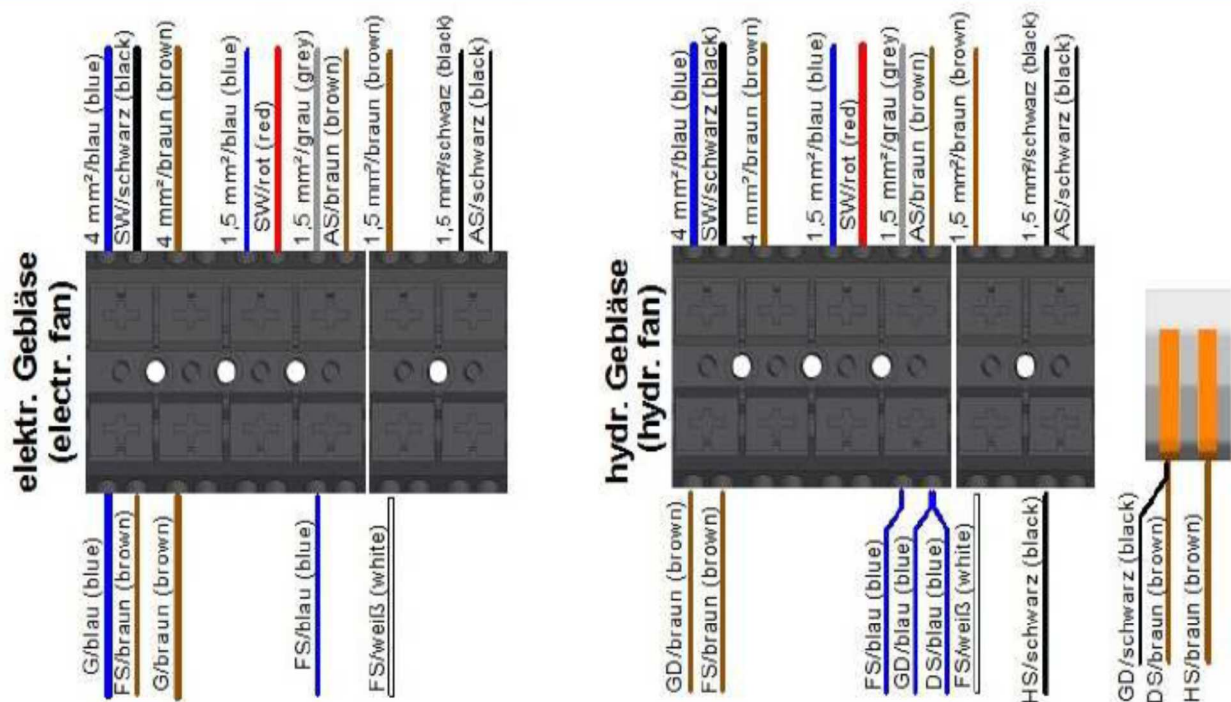 elektr. Gebläse
(electr. fan)
4 mm²/blau (blue)
SW/schwarz (black)
4 mm²/braun (brown)
1,5 mm²/blau (blue)
SW/rot (red)
1,5 mm²/grau (grey)
AS/braun (brown)
1,5 mm²/braun (brown)
1,5 mm²/schwarz (black)
AS/schwarz (black)
G/blau (blue)
FS/braun (brown)
G/braun (brown)
FS/blau (blue)
FS/weiß (white)
hydr. Gebläse
(hydr. fan)
4 mm²/blau (blue)
SW/schwarz (black)
4 mm²/braun (brown)
1,5 mm²/blau (blue)
SW/rot (red)
1,5 mm²/grau (grey)
AS/braun (brown)
1,5 mm²/braun (brown)
1,5 mm²/schwarz (black)
AS/schwarz (black)
GD/braun (brown)
FS/braun (brown)
FS/blau (blue)
GD/blau (blue)
DS/blau (blue)
FS/weiß (white)
HS/schwarz (black)
GD/schwarz (black)
DS/braun (brown)
HS/braun (brown)